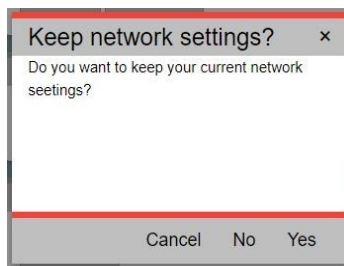 Keep network settings? ×
Do you want to keep your current network
seetings?
Cancel No Yes